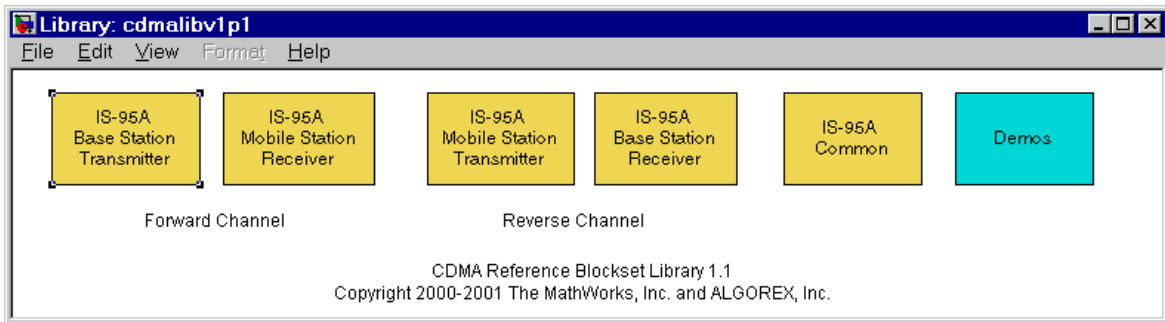 Library: cdmalibv1p1
File Edit View Format Help
IS-95A
Base Station
Transmitter
IS-95A
Mobile Station
Receiver
IS-95A
Mobile Station
Transmitter
IS-95A
Base Station
Receiver
IS-95A
Common
Demos
Forward Channel
Reverse Channel
CDMA Reference Blockset Library 1.1
Copyright 2000-2001 The MathWorks, Inc. and ALGOREX, Inc.